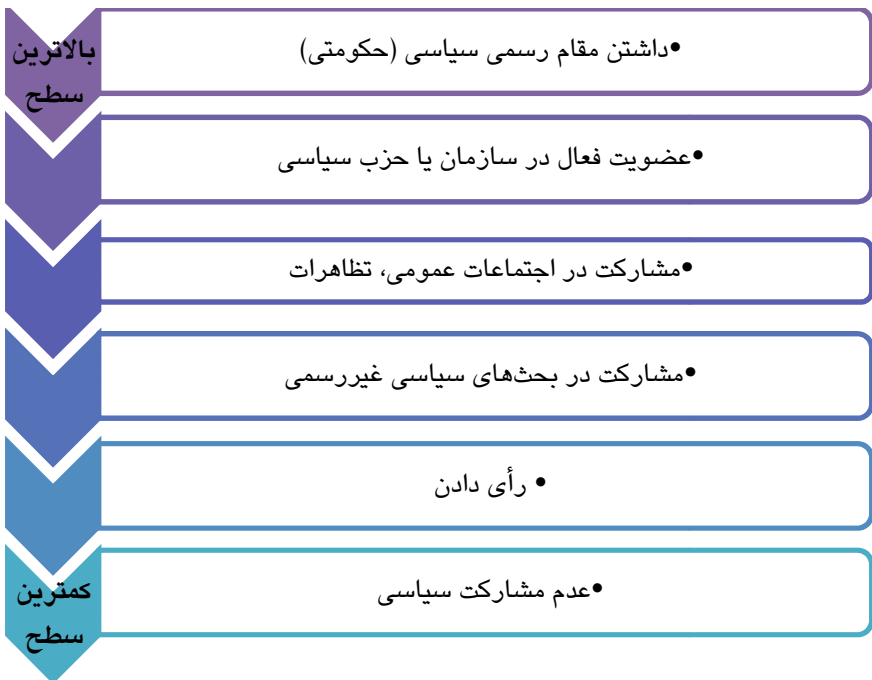 بالاترین
سطح
•داشتن مقام رسمی سیاسی (حکومتی)
•عضویت فعال در سازمان یا حزب سیاسی
•مشارکت در اجتماعات عمومی، تظاهرات
•مشارکت در بحث‌های سیاسی غیررسمی
• رأی دادن
کمترین
سطح
•عدم مشارکت سیاسی